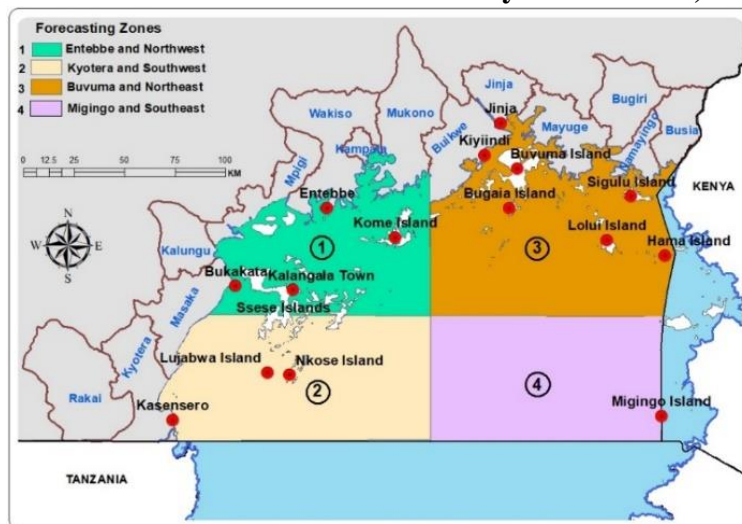 Forecasting Zones
1 Entebbe and Northwest
2 Kyotera and Southwest
3 Buvuma and Northeast
4 Migingo and Southeast
0 12.5 25 50 75 100
KM
N
W E
S
Jinja
Bugiri
Wakiso
Mukono
Jinja
Mayuge
Busia
Namayingo
Kampala
Buikwe
Kiyiindi
Buvuma Island
Mpigi
Entebbe
Bugaia Island
Sigulu Island
KENYA
Kome Island
Lolui Island
Hama Island
1
3
Kalungu
Bukakata
Kalangala Town
Ssese Islands
Masaka
Kyotera
Rakai
Lujabwa Island
Nkose Island
2
4
Kasensero
Migingo Island
TANZANIA